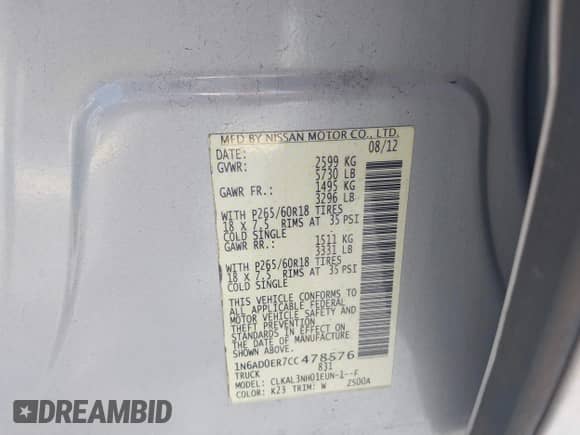 MFD BY NISSAN MOTOR CO., LTD.
DATE: 08/12
GVWR: 2599 KG
5730 LB
GAWR FR.: 1495 KG
3296 LB
WITH P265/60R18 TIRES
18 X 7.5 RIMS AT 35 PSI
COLD SINGLE
GAWR RR.: 1511 KG
3331 LB
WITH P265/60R18 TIRES
18 X 7.5 RIMS AT 35 PSI
COLD SINGLE
THIS VEHICLE CONFORMS TO
ALL APPLICABLE FEDERAL
MOTOR VEHICLE SAFETY AND
THEFT PREVENTION
STANDARDS IN EFFECT ON
THE DATE OF MANUFACTURE
SHOWN ABOVE.
1N6AD0ER7CC478576
TRUCK 831
MODEL: CLKAL3NH01EUN-1--F
COLOR: K23 TRIM: W 2500A
DREAMBID